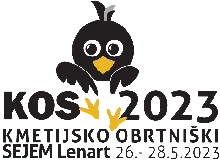 KOS 2023
KMETIJSKO OBRTNIŠKI
SEJEM Lenart 26.- 28.5.2023